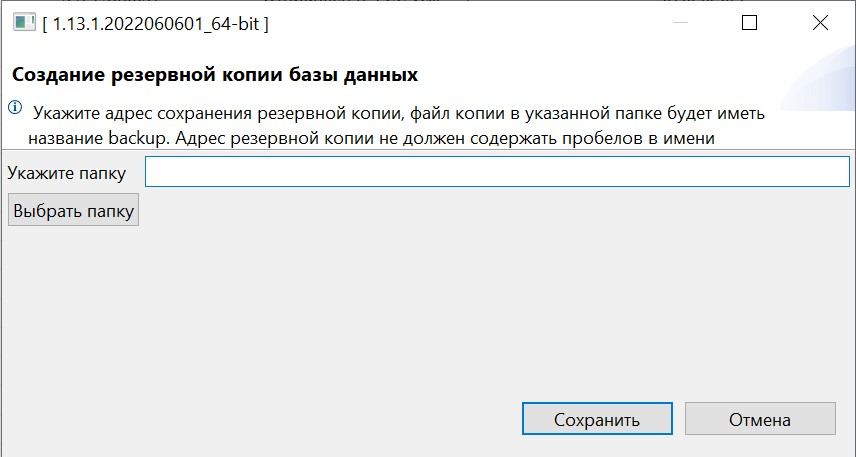 [ 1.13.1.2022060601_64-bit ]
Создание резервной копии базы данных
Укажите адрес сохранения резервной копии, файл копии в указанной папке будет иметь
название backup. Адрес резервной копии не должен содержать пробелов в имени
Укажите папку
Выбрать папку
Сохранить Отмена